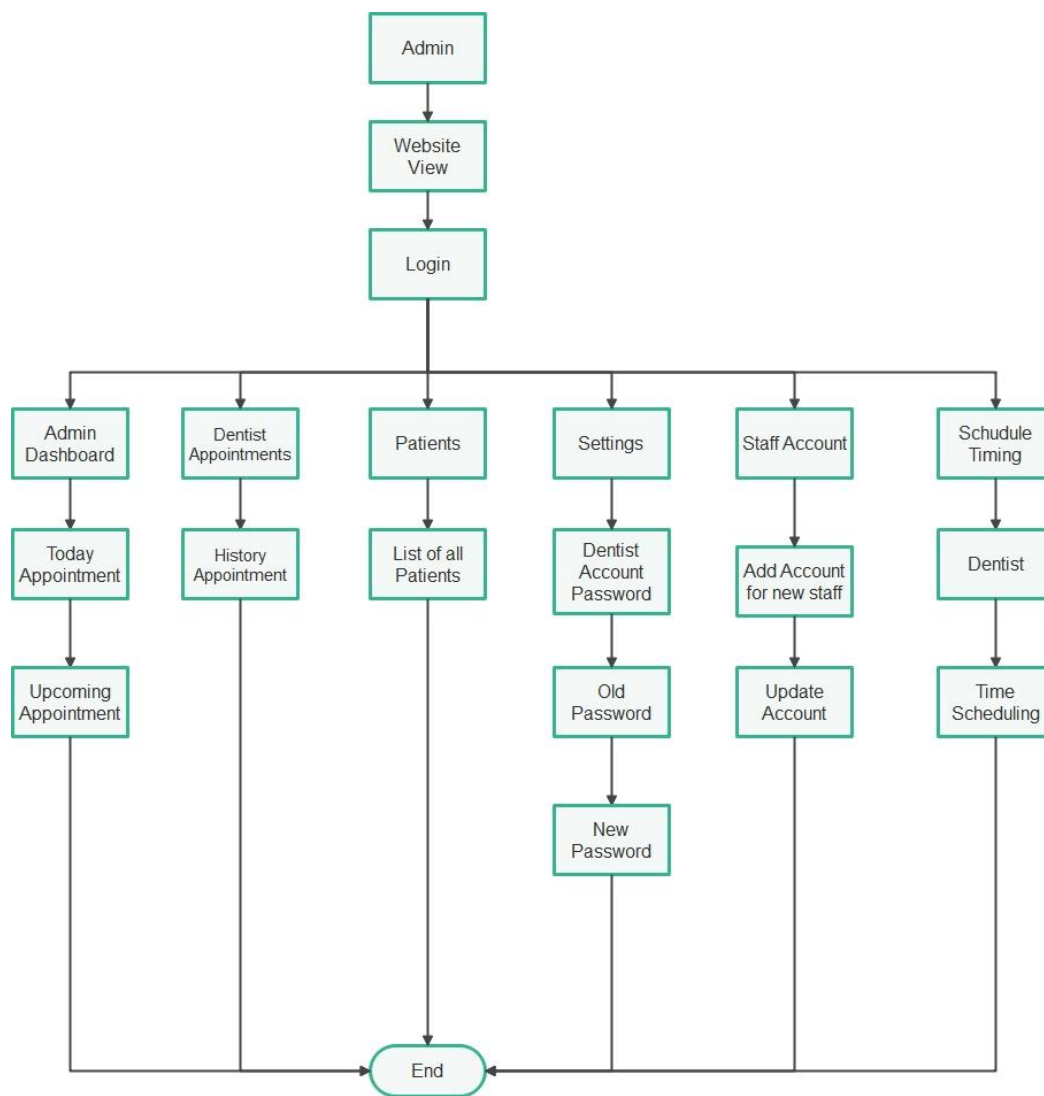 Admin
Website
View
Login
Admin
Dashboard
Dentist
Appointments
Patients
Settings
Staff Account
Schudule
Timing
Today
Appointment
History
Appointment
List of all
Patients
Dentist
Account
Password
Add Account
for new staff
Dentist
Upcoming
Appointment
Old
Password
Update
Account
Time
Scheduling
New
Password
End